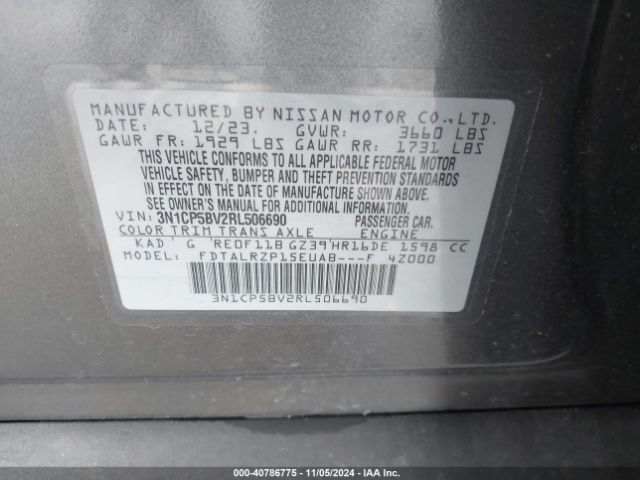 MANUFACTURED BY NISSAN MOTOR CO.,LTD.
DATE: 12/23. GVWR: 3660 LBS
GAWR FR: 1929 LBS GAWR RR: 1731 LBS
THIS VEHICLE CONFORMS TO ALL APPLICABLE FEDERAL MOTOR
VEHICLE SAFETY, BUMPER AND THEFT PREVENTION STANDARDS
IN EFFECT ON THE DATE OF MANUFACTURE SHOWN ABOVE.
SEE OWNER'S MANUAL FOR ADDITIONAL INFORMATION.
VIN: 3N1CP5BV2RL506690 PASSENGER CAR.
COLOR TRIM TRANS AXLE ENGINE
KAD G RE0F11B GZ39 HR16DE 1598 CC
MODEL: FDTALRZP15EUAB---F 4Z000
3N1CP5BV2RL506690
000-40786775 - 11/05/2024 - IAAI.com